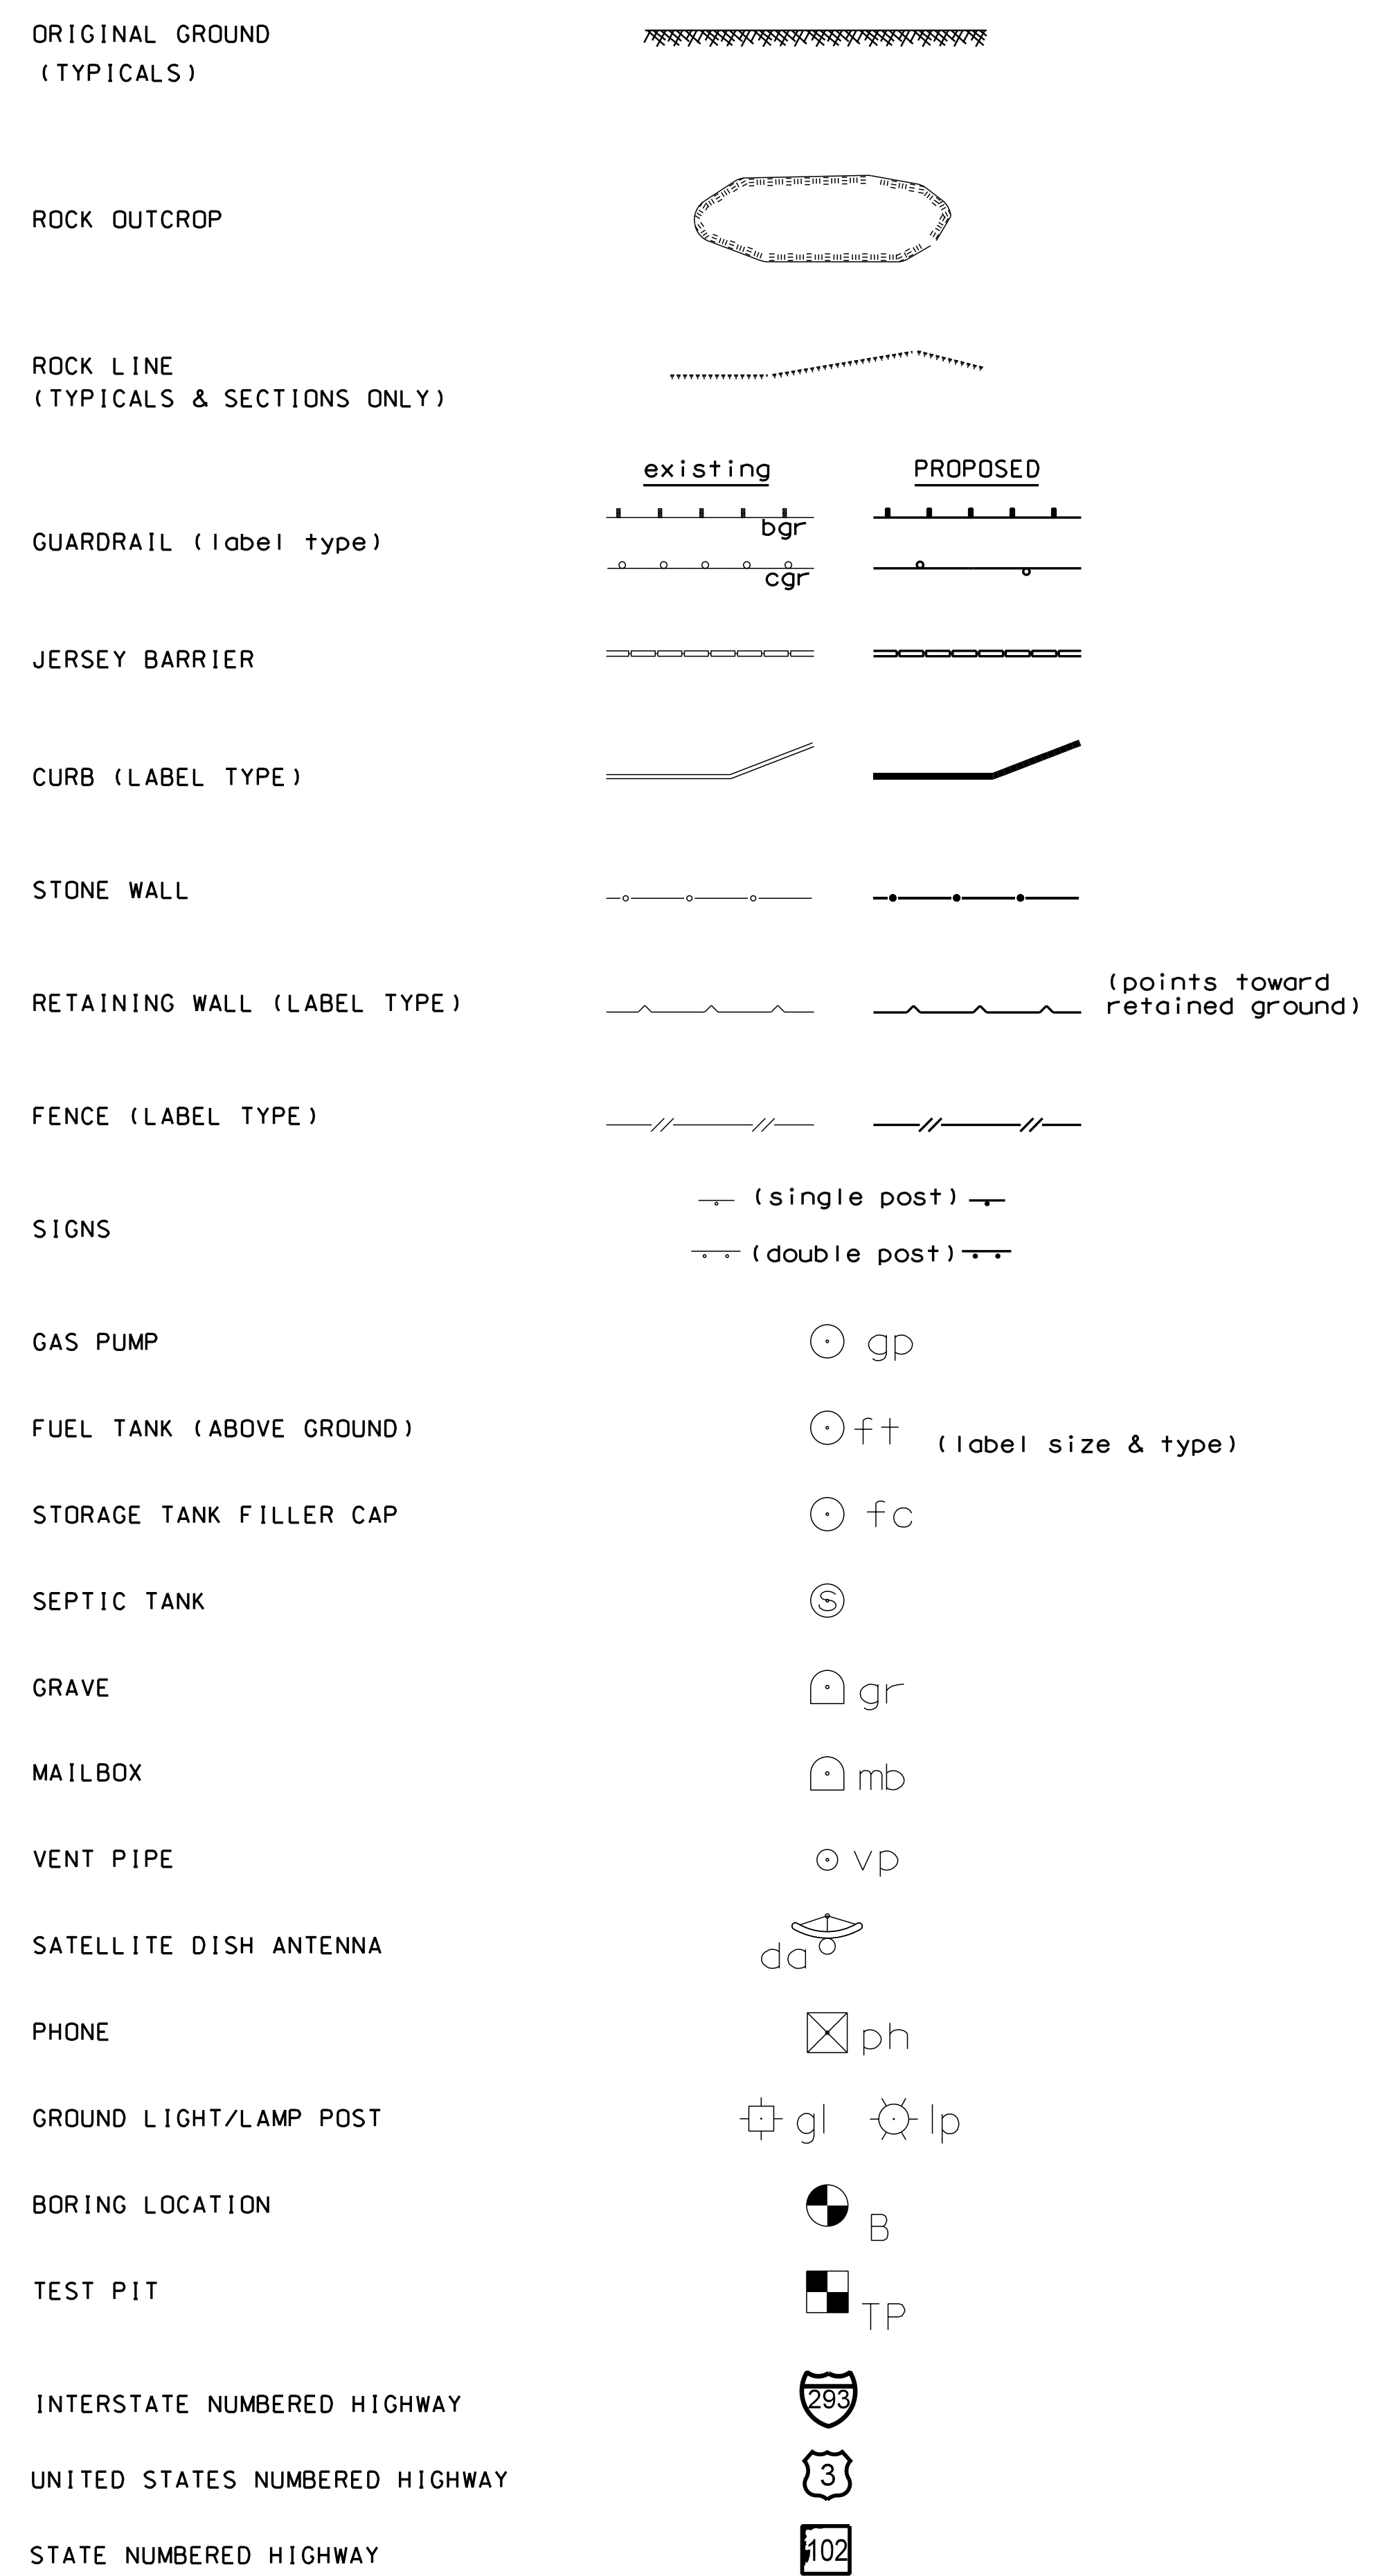 ORIGINAL GROUND
(TYPICALS)
ROCK OUTCROP
ROCK LINE
(TYPICALS & SECTIONS ONLY)
existing PROPOSED
bgr
GUARDRAIL (label type)
cgr
JERSEY BARRIER
CURB (LABEL TYPE)
STONE WALL
(points toward
RETAINING WALL (LABEL TYPE) retained ground)
FENCE (LABEL TYPE)
(single post)
SIGNS
(double post)
GAS PUMP gp
FUEL TANK (ABOVE GROUND) ft
(label size & type)
STORAGE TANK FILLER CAP fc
SEPTIC TANK S
GRAVE gr
MAILBOX mb
VENT PIPE vp
SATELLITE DISH ANTENNA da
PHONE ph
GROUND LIGHT/LAMP POST gl lp
BORING LOCATION B
TEST PIT TP
INTERSTATE NUMBERED HIGHWAY 293
UNITED STATES NUMBERED HIGHWAY 3
STATE NUMBERED HIGHWAY 102